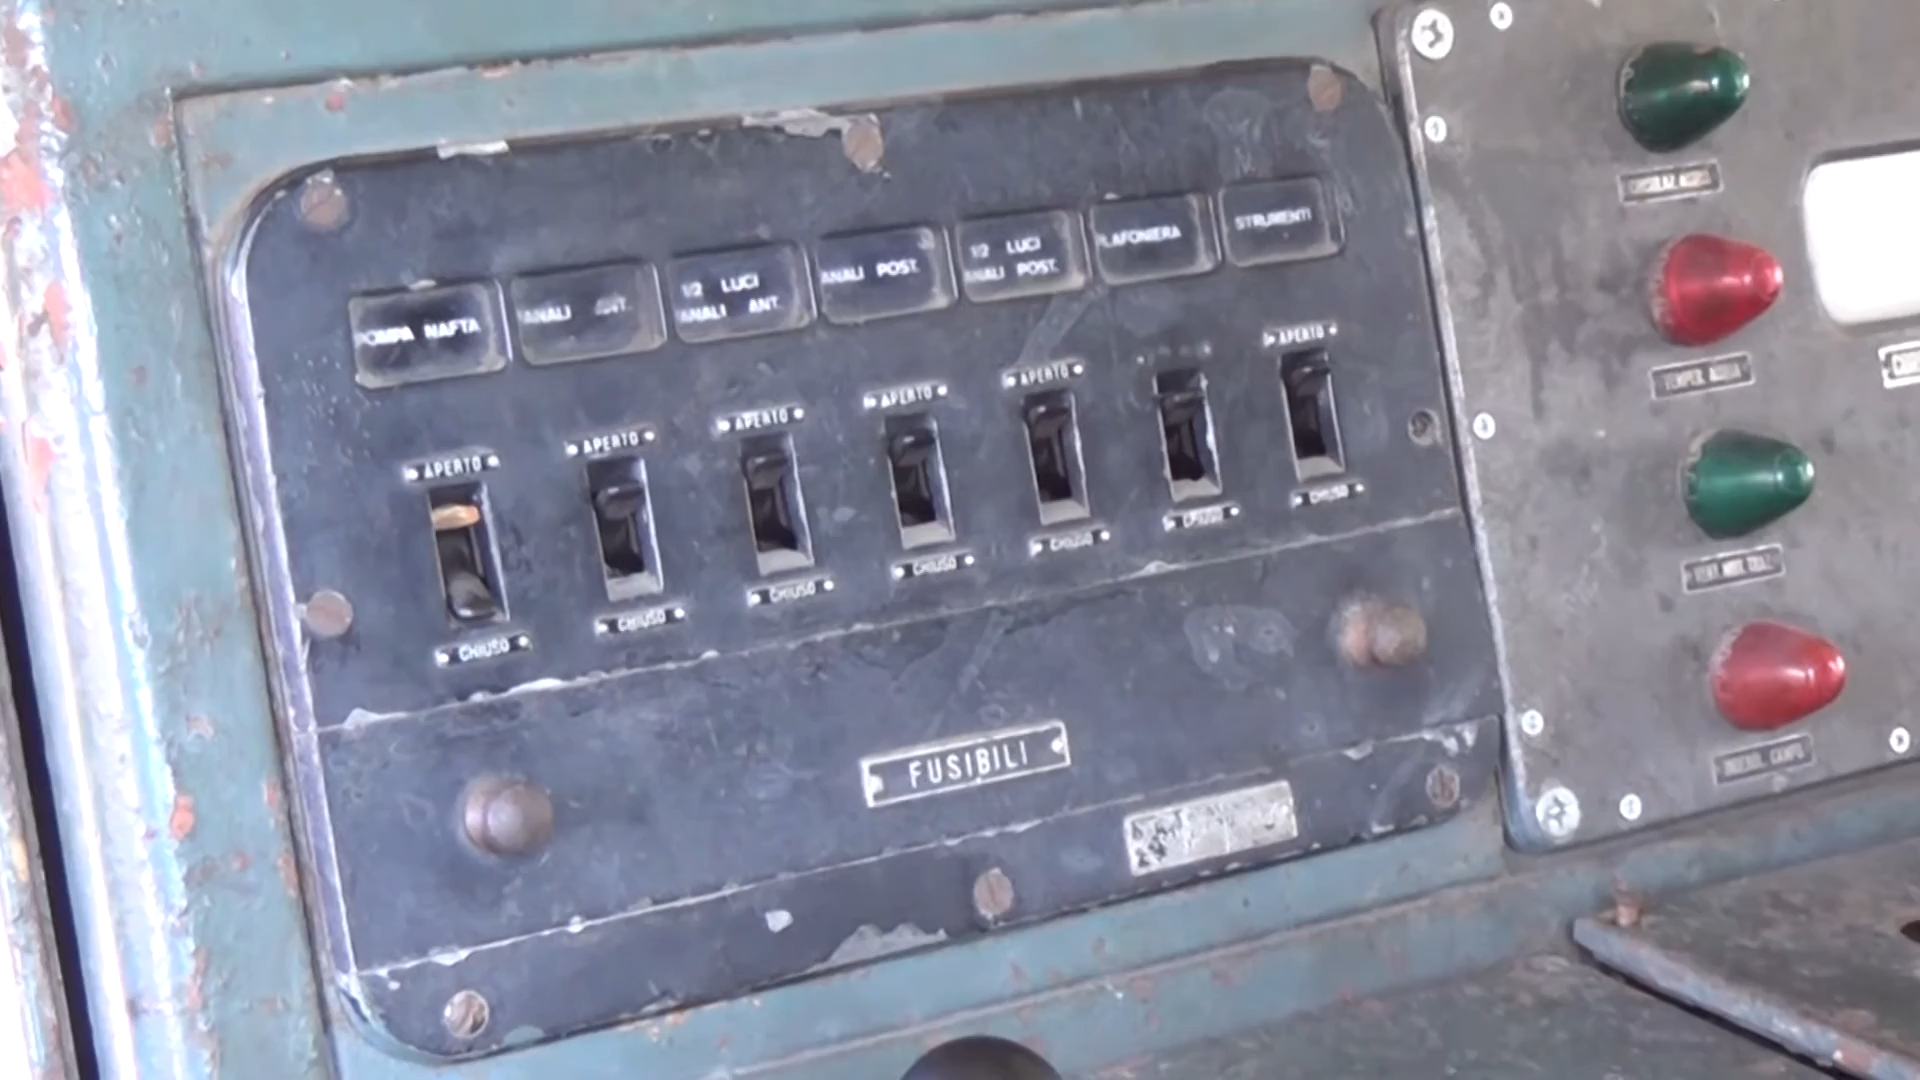 POMPA NAFTA
ANALI ANT.
1/2 LUCI
ANALI ANT.
ANALI POST.
1/2 LUCI
ANALI POST.
LAFONIERA
STRUMENTI
APERTO
APERTO
APERTO
APERTO
APERTO
APERTO
CHIUSO
CHIUSO
CHIUSO
CHIUSO
CHIUSO
CHIUSO
CHIUSO
FUSIBILI
TEMPER. ACQUA